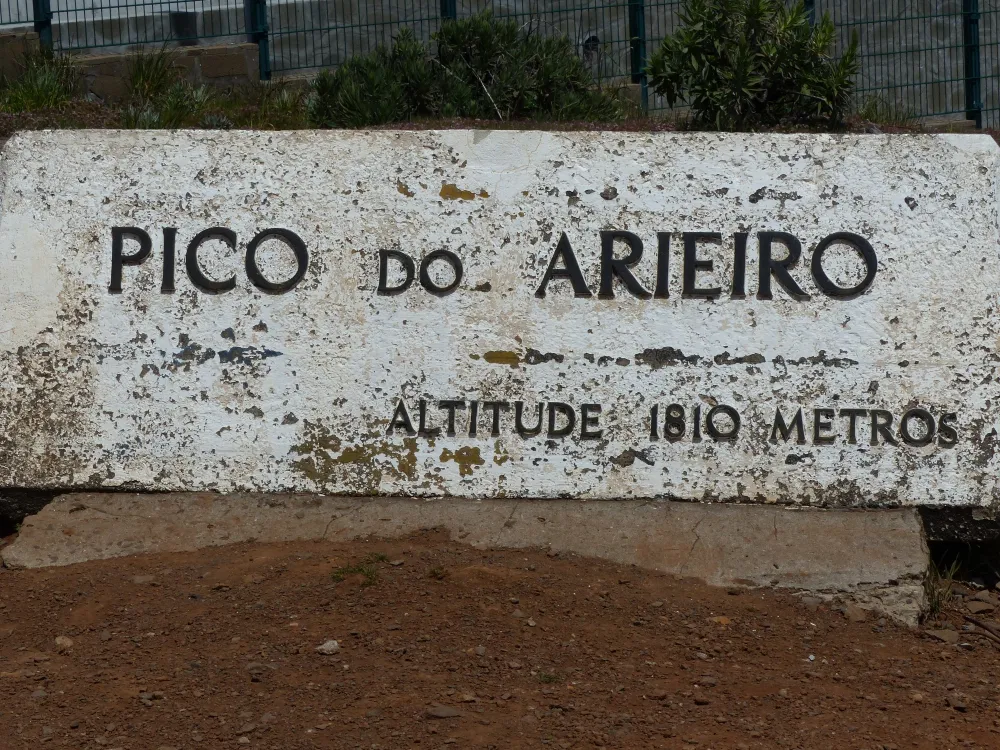 PICO DO ARIEIRO
ALTITUDE 1810 METROS